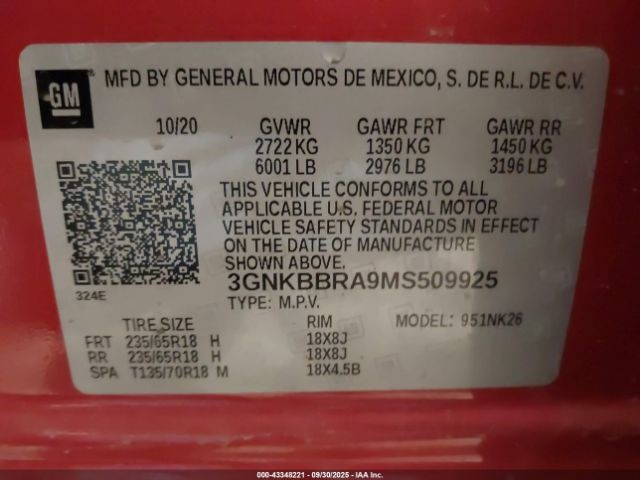 GM
MFD BY GENERAL MOTORS DE MEXICO, S. DE R.L. DE C.V.
10/20 GVWR GAWR FRT GAWR RR
2722 KG 1350 KG 1450 KG
6001 LB 2976 LB 3196 LB
THIS VEHICLE CONFORMS TO ALL
APPLICABLE U.S. FEDERAL MOTOR
VEHICLE SAFETY STANDARDS IN EFFECT
ON THE DATE OF MANUFACTURE
SHOWN ABOVE.
324E
3GNKBBRA9MS509925
TYPE: M.P.V.
TIRE SIZE RIM MODEL: 951NK26
FRT 235/65R18 H 18X8J
RR 235/65R18 H 18X8J
SPA T135/70R18 M 18X4.5B
000-43348221 - 09/30/2025 - IAA Inc.